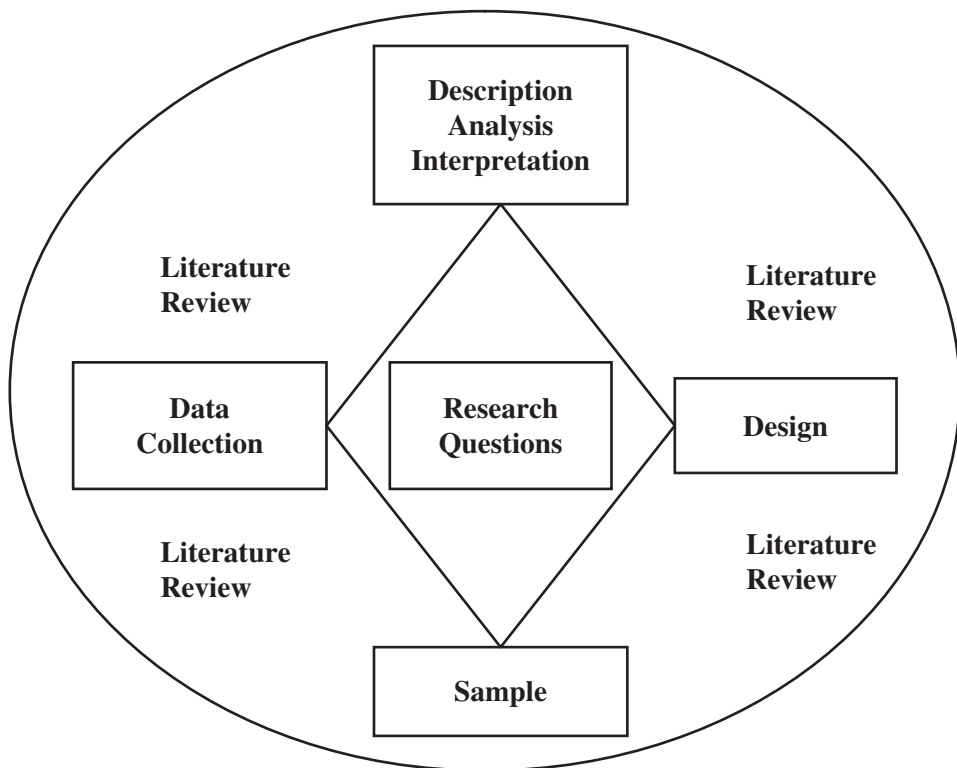 Description
Analysis
Interpretation
Literature
Review
Literature
Review
Data
Collection
Research
Questions
Design
Literature
Review
Literature
Review
Sample